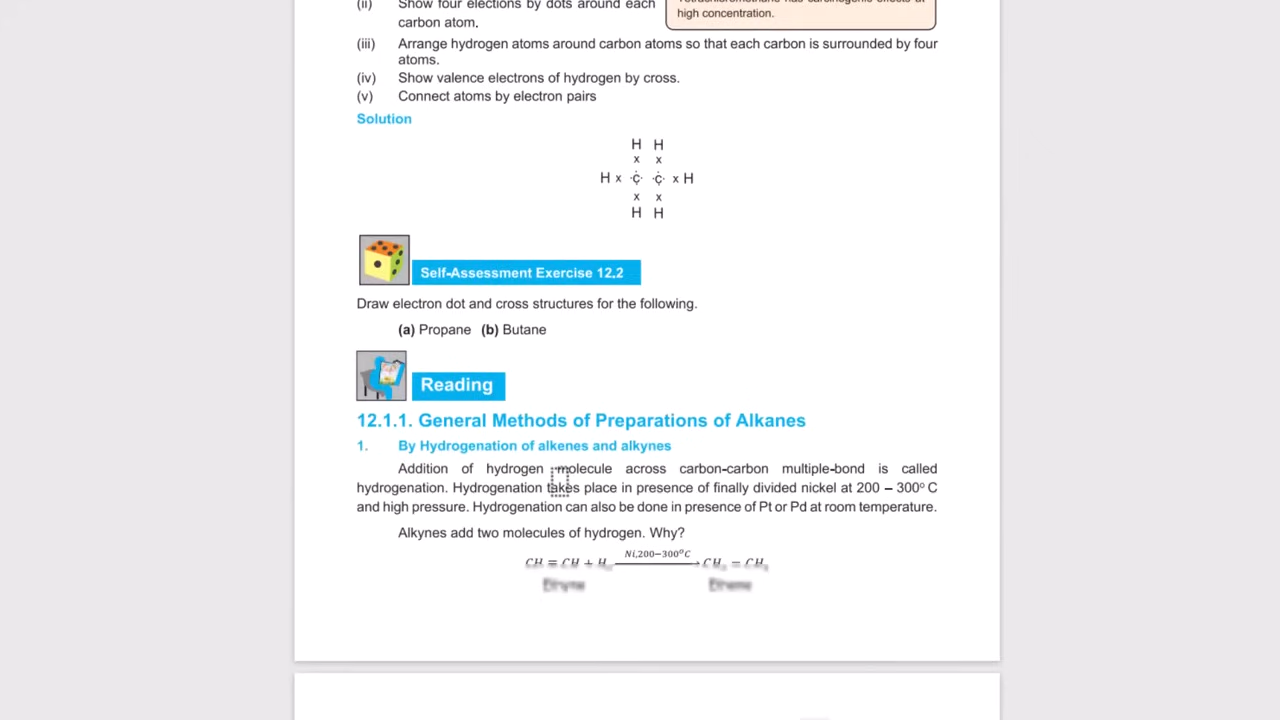 (ii) Show four elections by dots around each
carbon atom.
high concentration.
(iii) Arrange hydrogen atoms around carbon atoms so that each carbon is surrounded by four
atoms.
(iv) Show valence electrons of hydrogen by cross.
(v) Connect atoms by electron pairs
Solution
H H
x x
H x ·C· ·C· x H
x x
H H
Self-Assessment Exercise 12.2
Draw electron dot and cross structures for the following.
(a) Propane (b) Butane
Reading
12.1.1. General Methods of Preparations of Alkanes
1. By Hydrogenation of alkenes and alkynes
Addition of hydrogen molecule across carbon-carbon multiple-bond is called
hydrogenation. Hydrogenation takes place in presence of finally divided nickel at 200 – 300° C
and high pressure. Hydrogenation can also be done in presence of Pt or Pd at room temperature.
Alkynes add two molecules of hydrogen. Why?
Ni,200−300°C